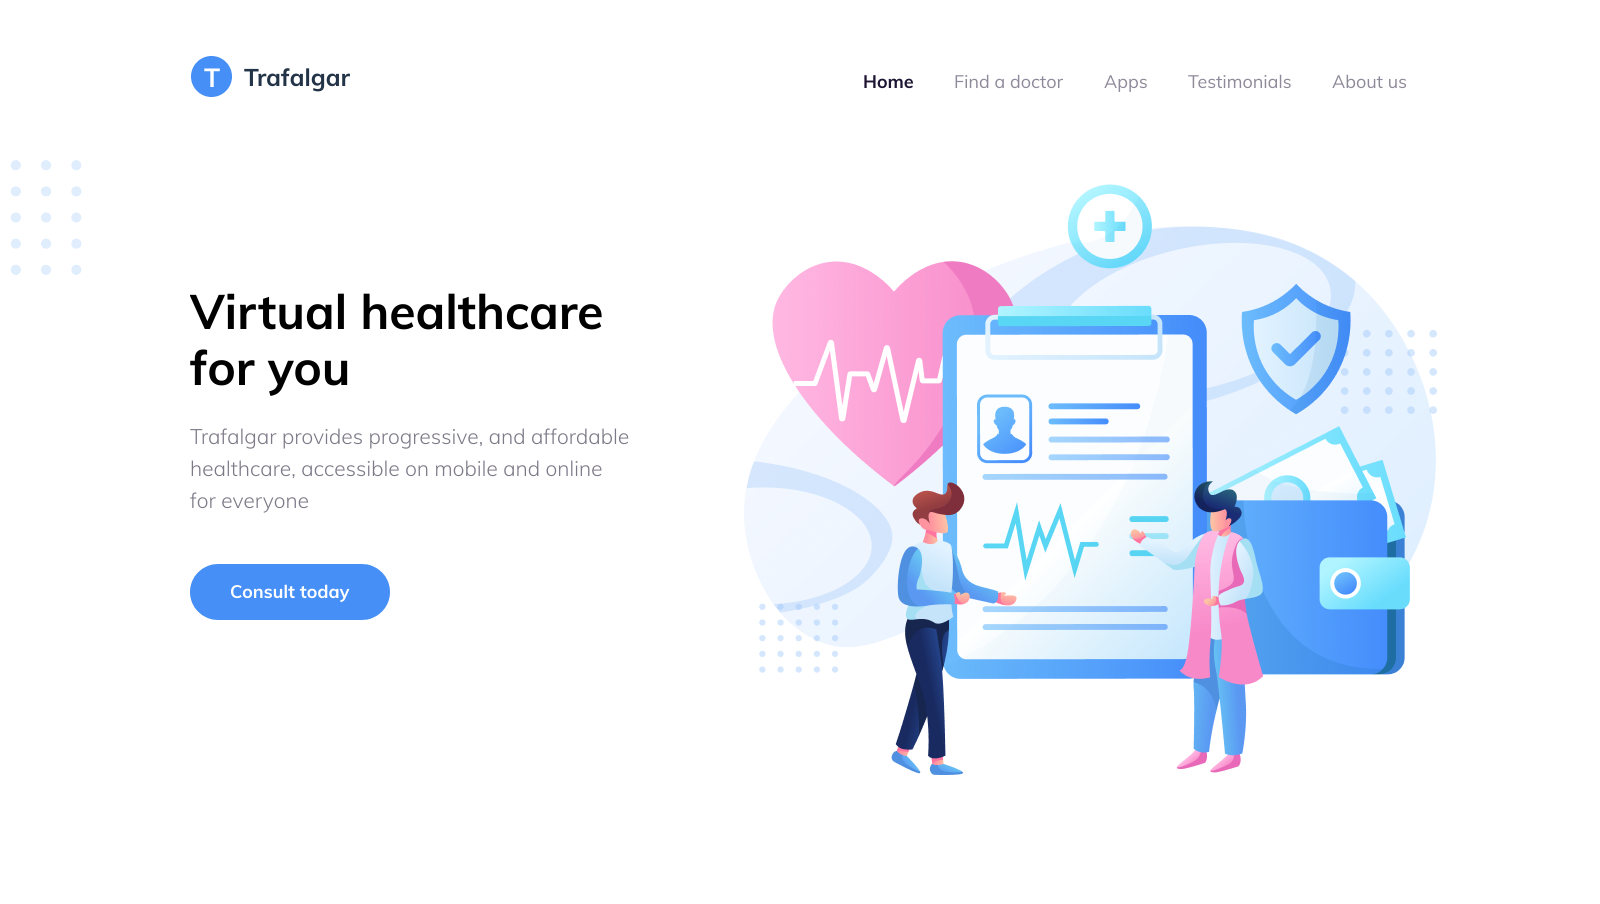 T Trafalgar
Home Find a doctor Apps Testimonials About us
Virtual healthcare
for you
Trafalgar provides progressive, and affordable
healthcare, accessible on mobile and online
for everyone
Consult today